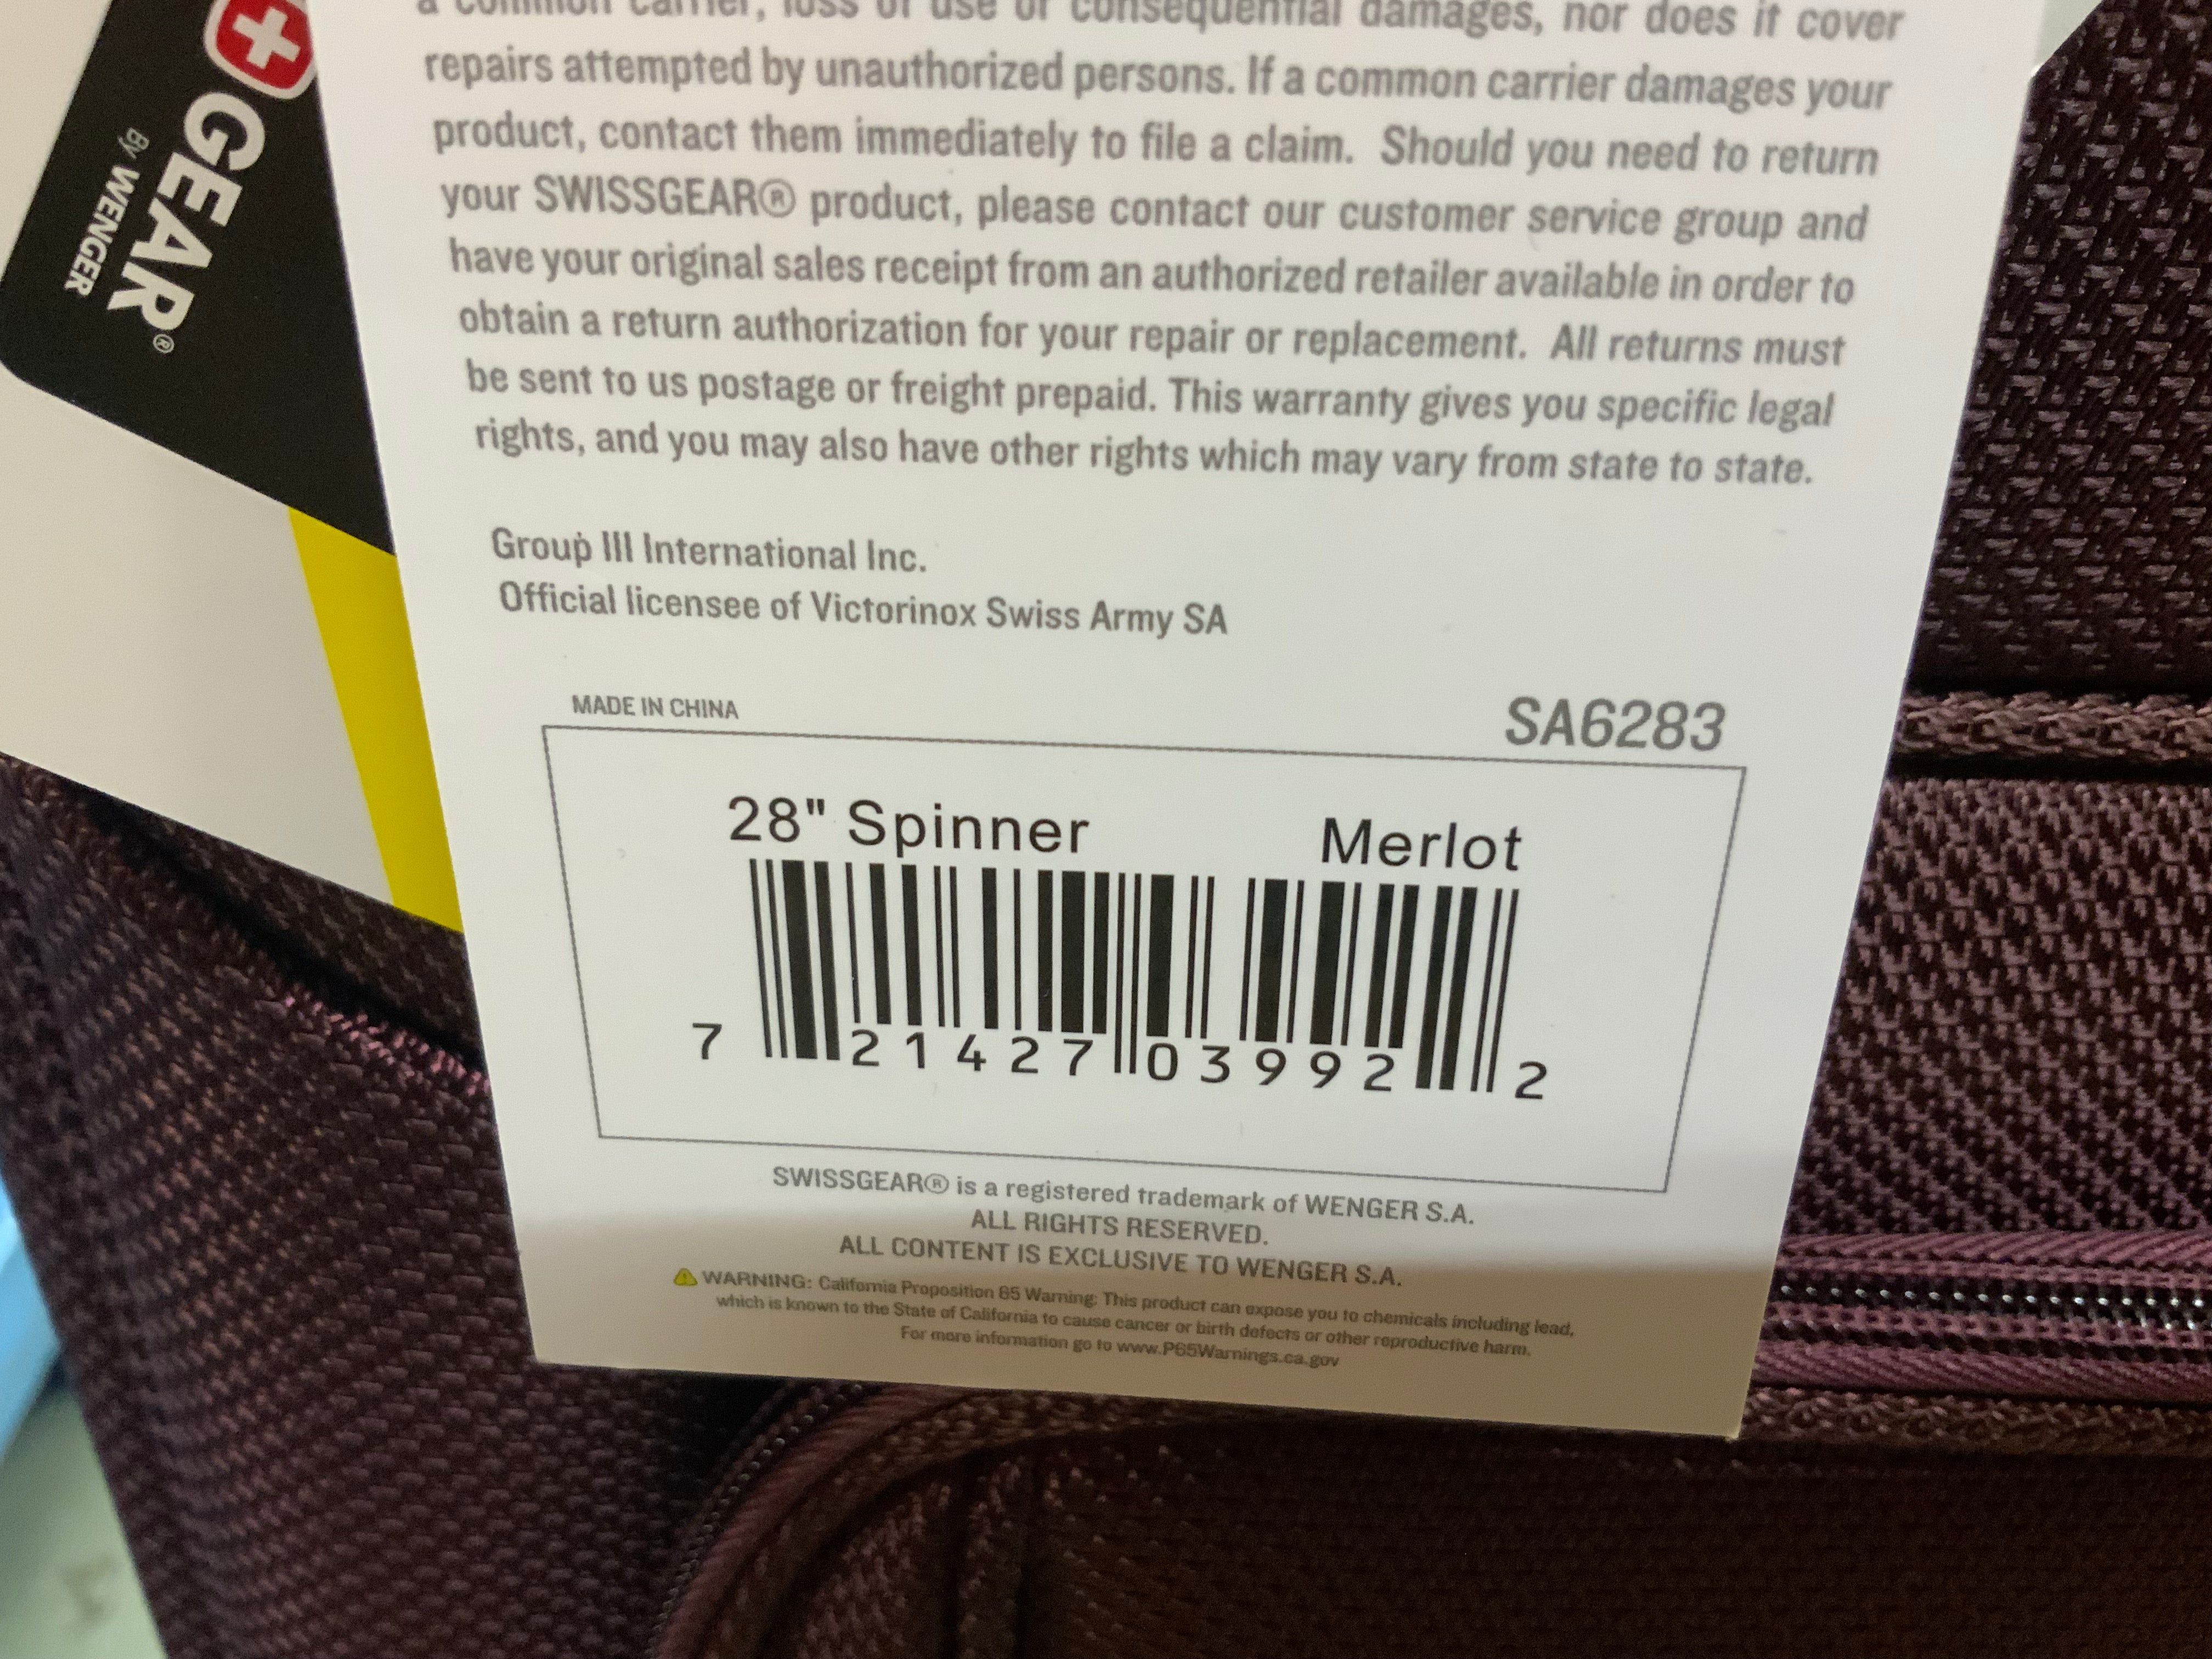 GEAR®
By WENGER
a common carrier, loss of use or consequential damages, nor does it cover
repairs attempted by unauthorized persons. If a common carrier damages your
product, contact them immediately to file a claim. Should you need to return
your SWISSGEAR® product, please contact our customer service group and
have your original sales receipt from an authorized retailer available in order to
obtain a return authorization for your repair or replacement. All returns must
be sent to us postage or freight prepaid. This warranty gives you specific legal
rights, and you may also have other rights which may vary from state to state.
Group III International Inc.
Official licensee of Victorinox Swiss Army SA
MADE IN CHINA
SA6283
28" Spinner Merlot
7 21427 03992 2
SWISSGEAR® is a registered trademark of WENGER S.A.
ALL RIGHTS RESERVED.
ALL CONTENT IS EXCLUSIVE TO WENGER S.A.
WARNING: California Proposition 65 Warning: This product can expose you to chemicals including lead,
which is known to the State of California to cause cancer or birth defects or other reproductive harm.
For more information go to www.P65Warnings.ca.gov